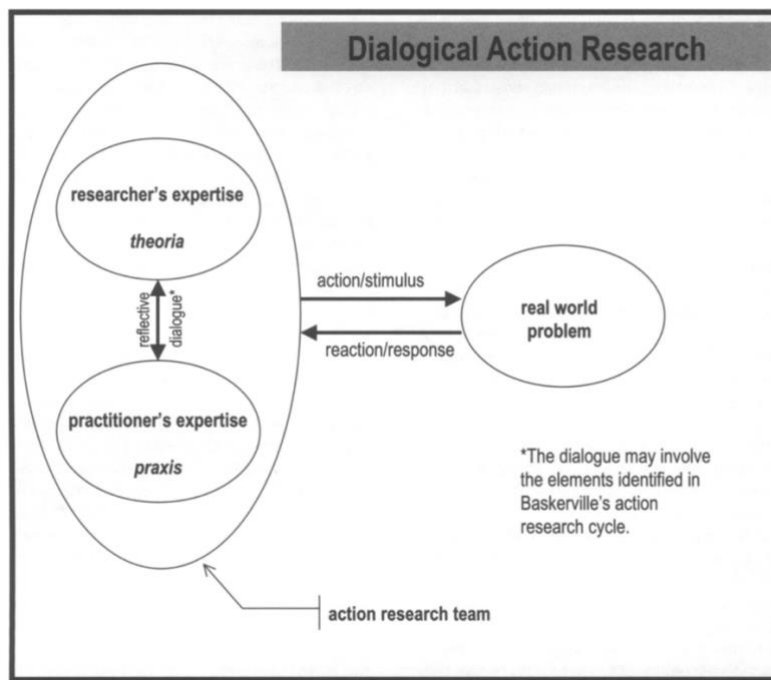 Dialogical Action Research
researcher's expertise
theoria
reflective
dialogue*
practitioner's expertise
praxis
action/stimulus
reaction/response
real world
problem
*The dialogue may involve
the elements identified in
Baskerville's action
research cycle.
action research team